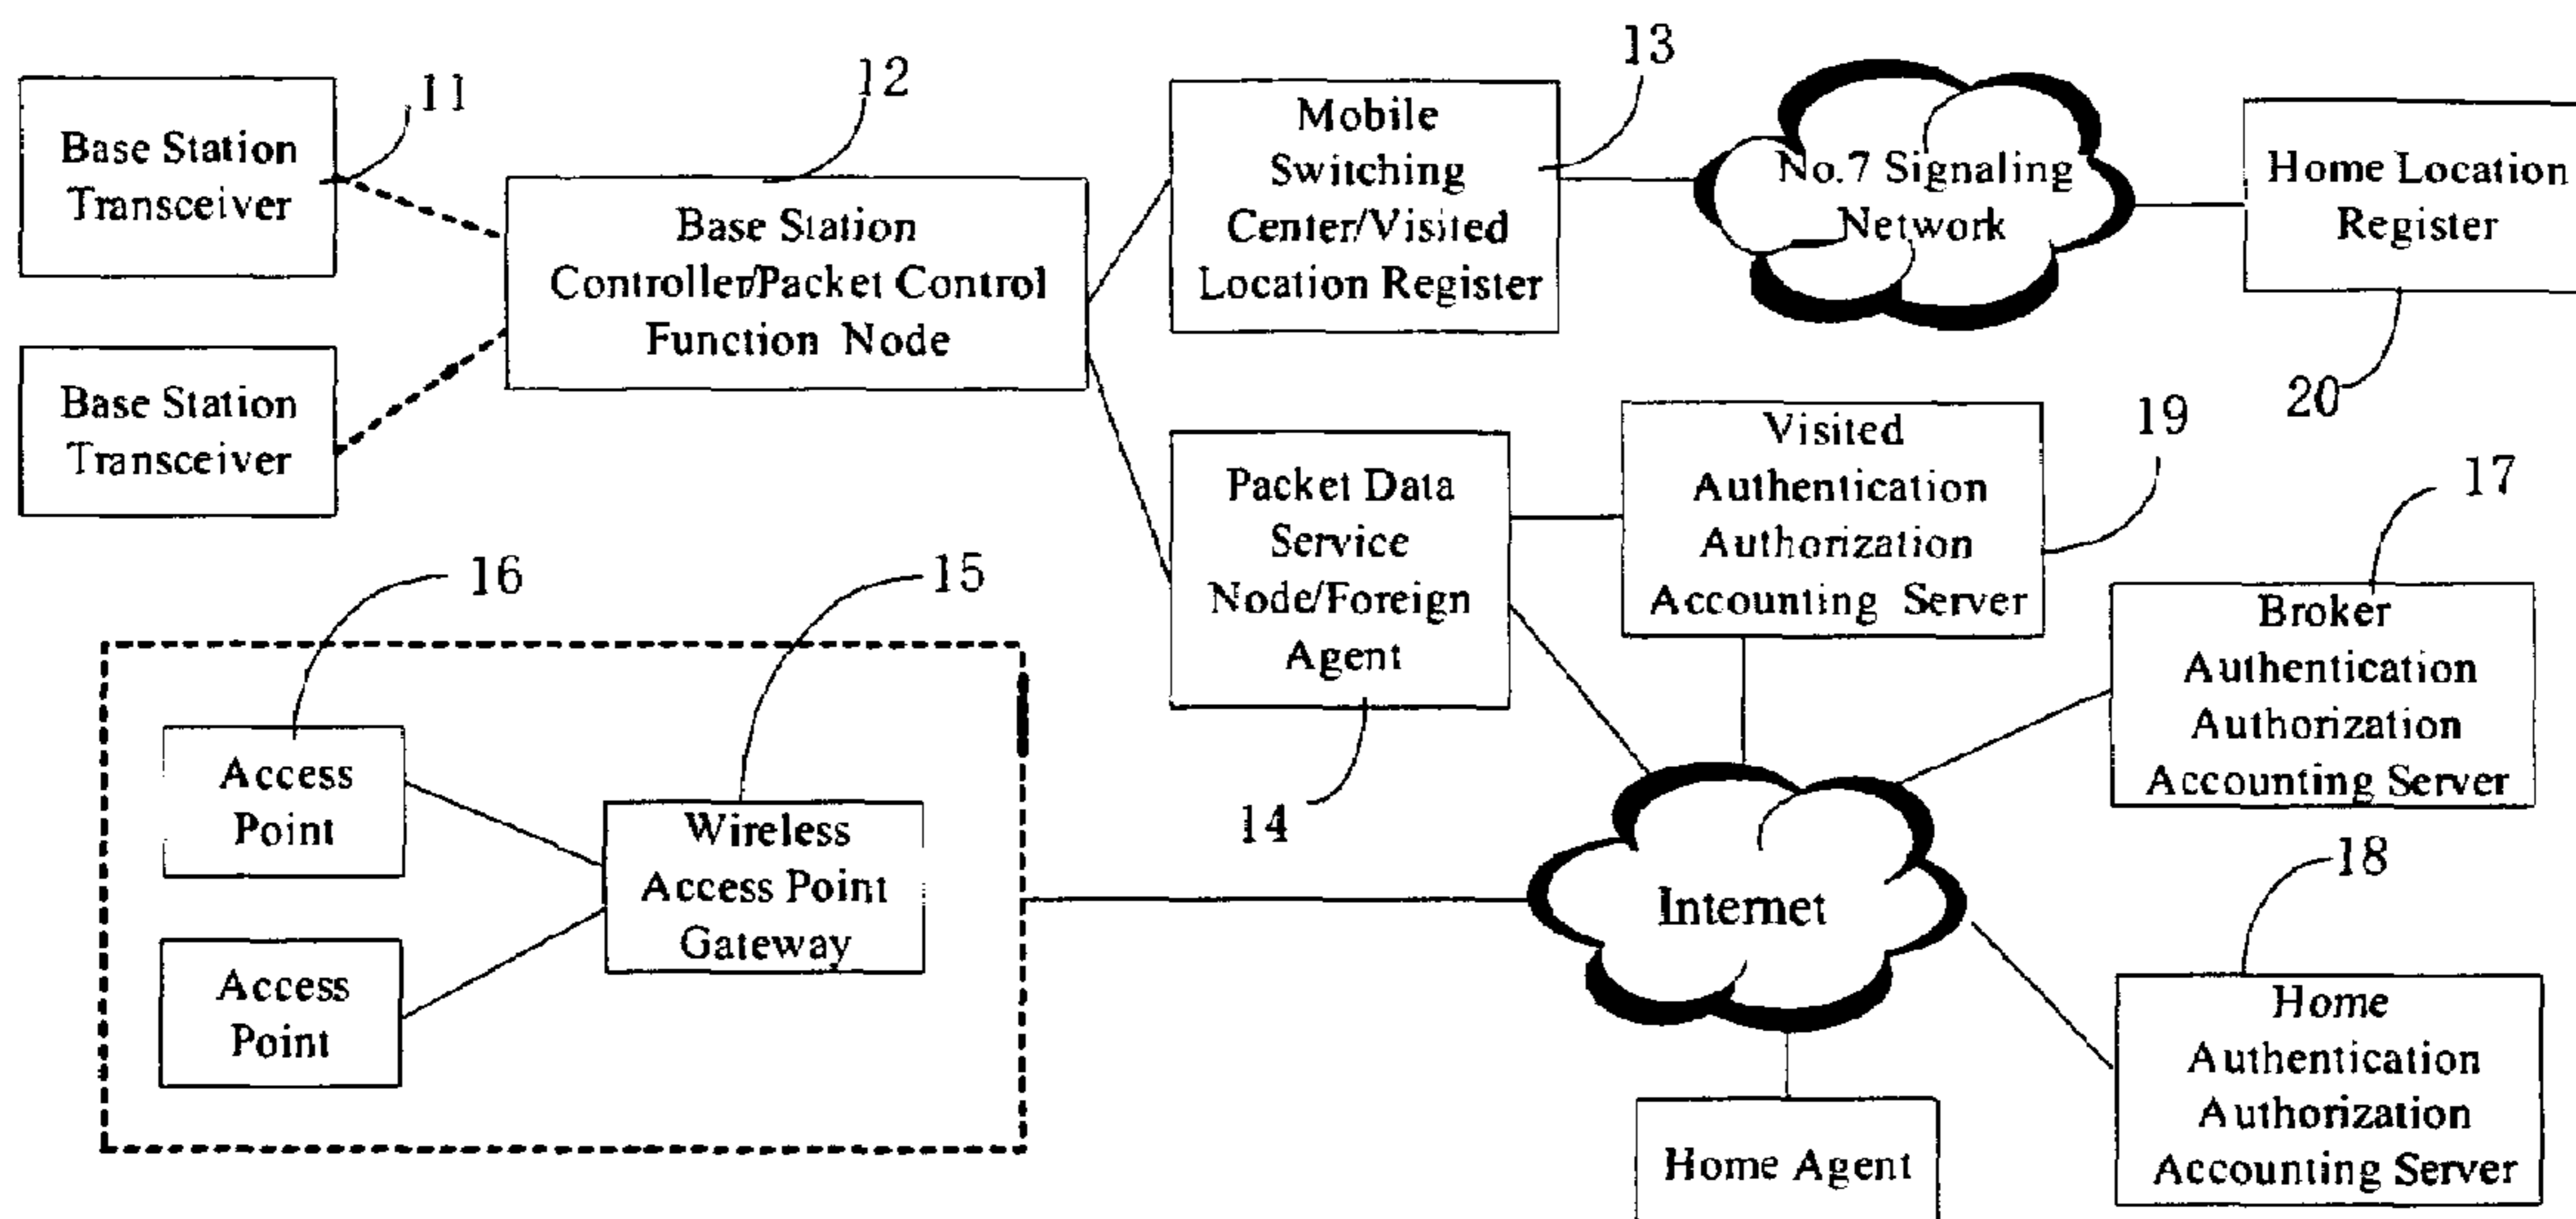 11
12
13
Base Station
Transceiver
Base Station
Controller/Packet Control
Function Node
Mobile
Switching
Center/Visited
Location Register
No.7 Signaling
Network
Home Location
Register
20
Base Station
Transceiver
Packet Data
Service
Node/Foreign
Agent
14
Visited
Authentication
Authorization
Accounting Server
19
17
Broker
Authentication
Authorization
Accounting Server
16
15
Access
Point
Wireless
Access Point
Gateway
Access
Point
Internet
18
Home
Authentication
Authorization
Accounting Server
Home Agent